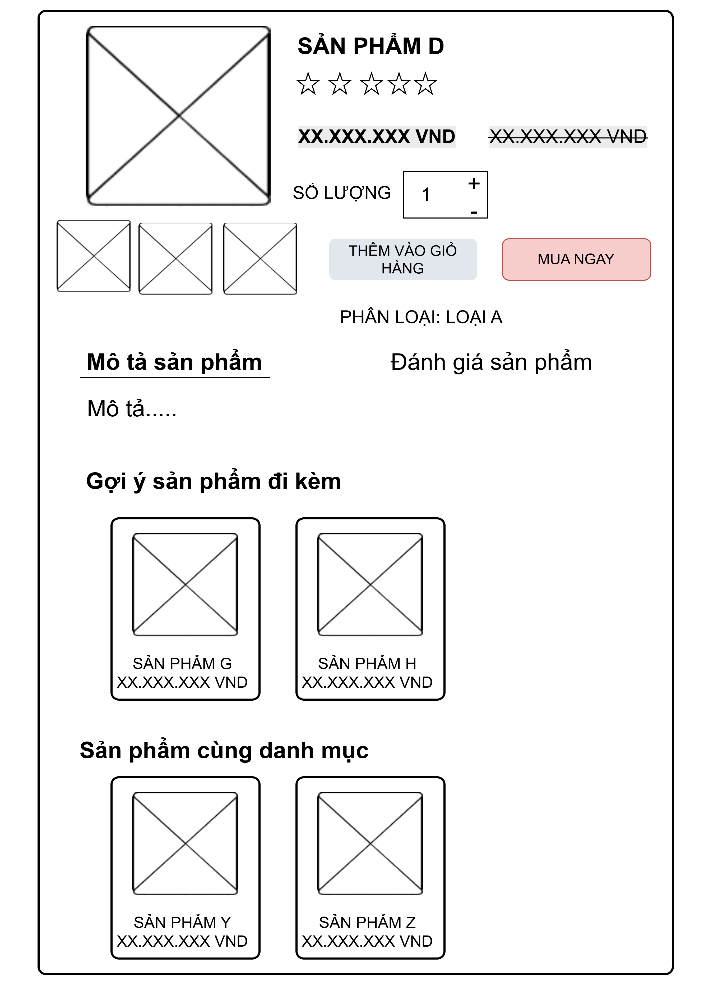 SẢN PHẨM D
XX.XXX.XXX VND XX.XXX.XXX VND
SỐ LƯỢNG 1 + -
THÊM VÀO GIỎ
HÀNG
MUA NGAY
PHÂN LOẠI: LOẠI A
Mô tả sản phẩm Đánh giá sản phẩm
Mô tả.....
Gợi ý sản phẩm đi kèm
SẢN PHẨM G SẢN PHẨM H
XX.XXX.XXX VND XX.XXX.XXX VND
Sản phẩm cùng danh mục
SẢN PHẨM Y SẢN PHẨM Z
XX.XXX.XXX VND XX.XXX.XXX VND